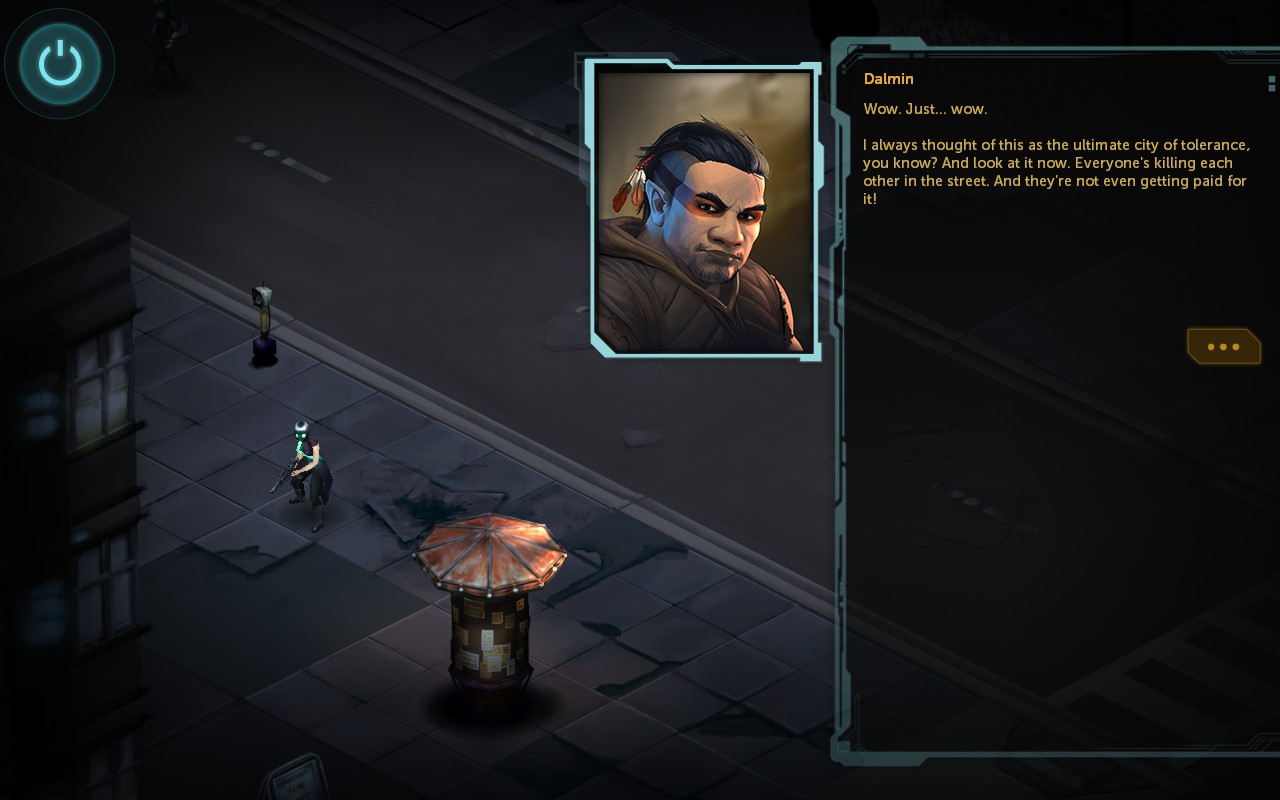 Dalmin
Wow. Just... wow.
I always thought of this as the ultimate city of tolerance,
you know? And look at it now. Everyone's killing each
other in the street. And they're not even getting paid for
it!